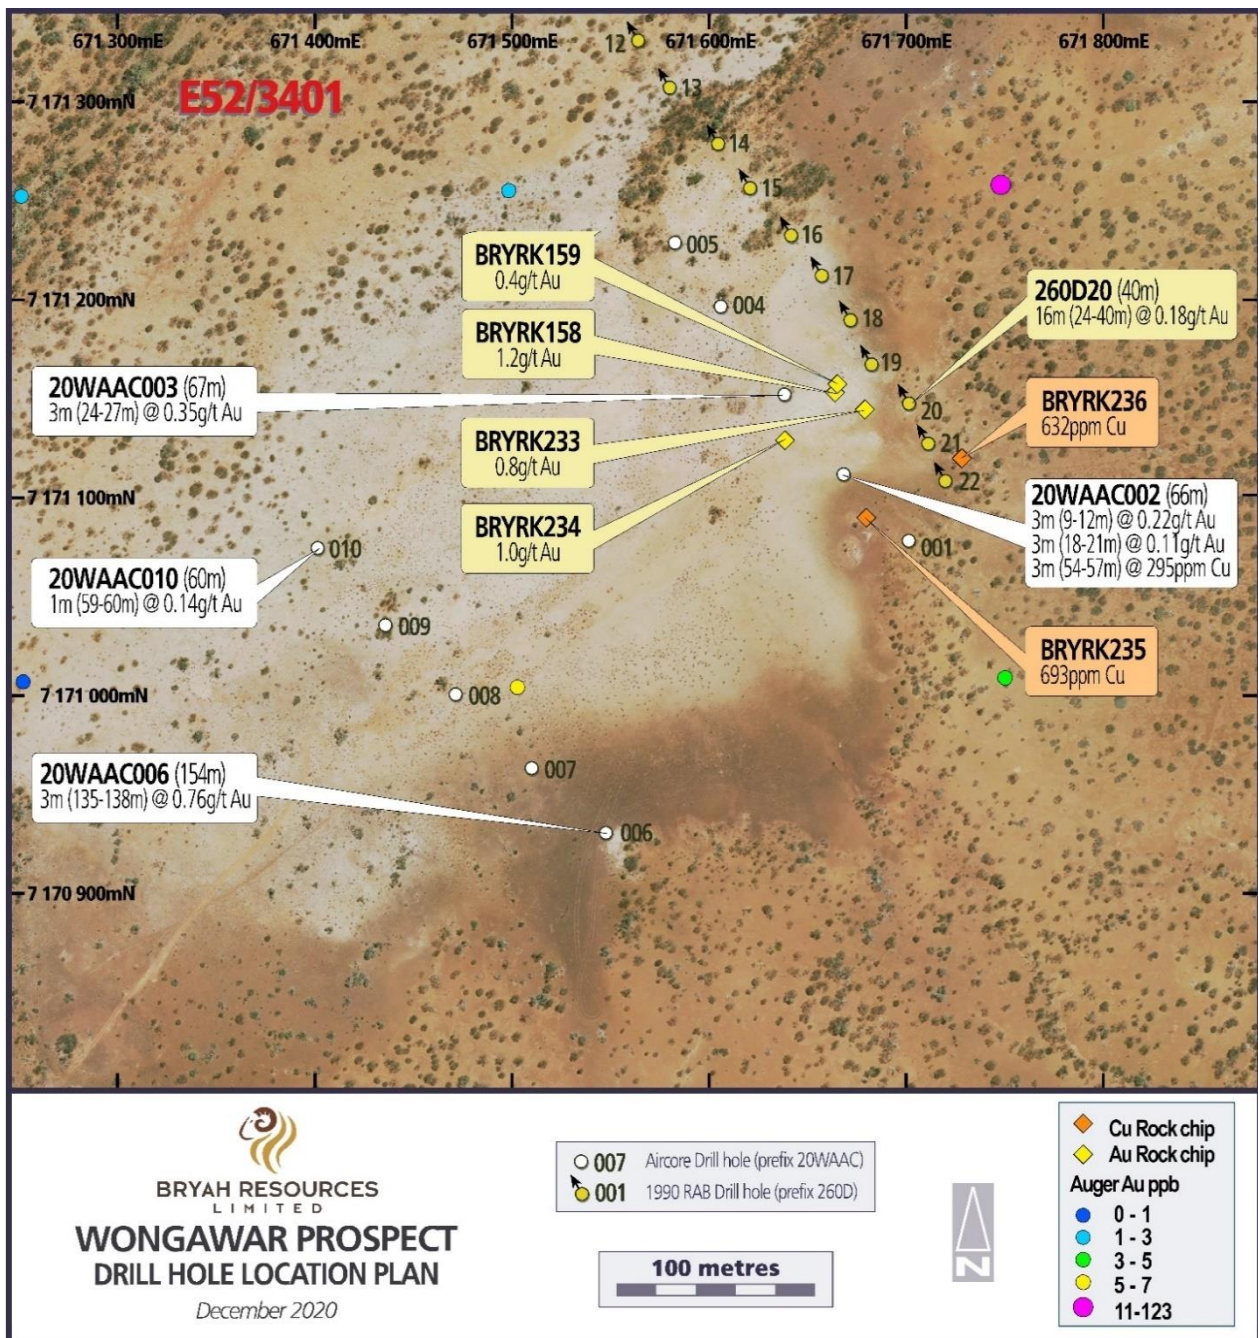 671 300mE
671 400mE
671 500mE
671 600mE
671 700mE
671 800mE
12
E52/3401
13
7 171 300mN
14
15
16
005
BRYRK159
0.4g/t Au
17
260D20 (40m)
16m (24-40m) @ 0.18g/t Au
7 171 200mN
004
18
BRYRK158
1.2g/t Au
19
20WAAC003 (67m)
3m (24-27m) @ 0.35g/t Au
20
BRYRK236
632ppm Cu
BRYRK233
0.8g/t Au
21
22
7 171 100mN
20WAAC002 (66m)
3m (9-12m) @ 0.22g/t Au
3m (18-21m) @ 0.11g/t Au
3m (54-57m) @ 295ppm Cu
BRYRK234
1.0g/t Au
001
010
20WAAC010 (60m)
1m (59-60m) @ 0.14g/t Au
009
BRYRK235
693ppm Cu
7 171 000mN
008
007
20WAAC006 (154m)
3m (135-138m) @ 0.76g/t Au
006
7 170 900mN
BRYAH RESOURCES
LIMITED
WONGAWAR PROSPECT
DRILL HOLE LOCATION PLAN
December 2020
007 Aircore Drill hole (prefix 20WAAC)
001 1990 RAB Drill hole (prefix 260D)
100 metres
N
Cu Rock chip
Au Rock chip
Auger Au ppb
0 - 1
1 - 3
3 - 5
5 - 7
11-123